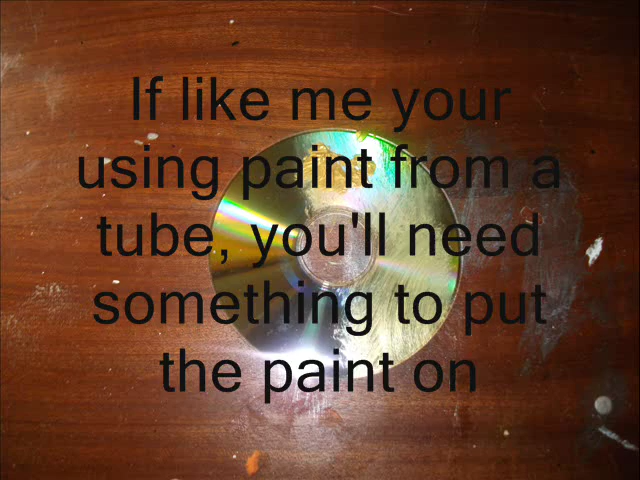 If like me your
using paint from a
tube, you'll need
something to put
the paint on